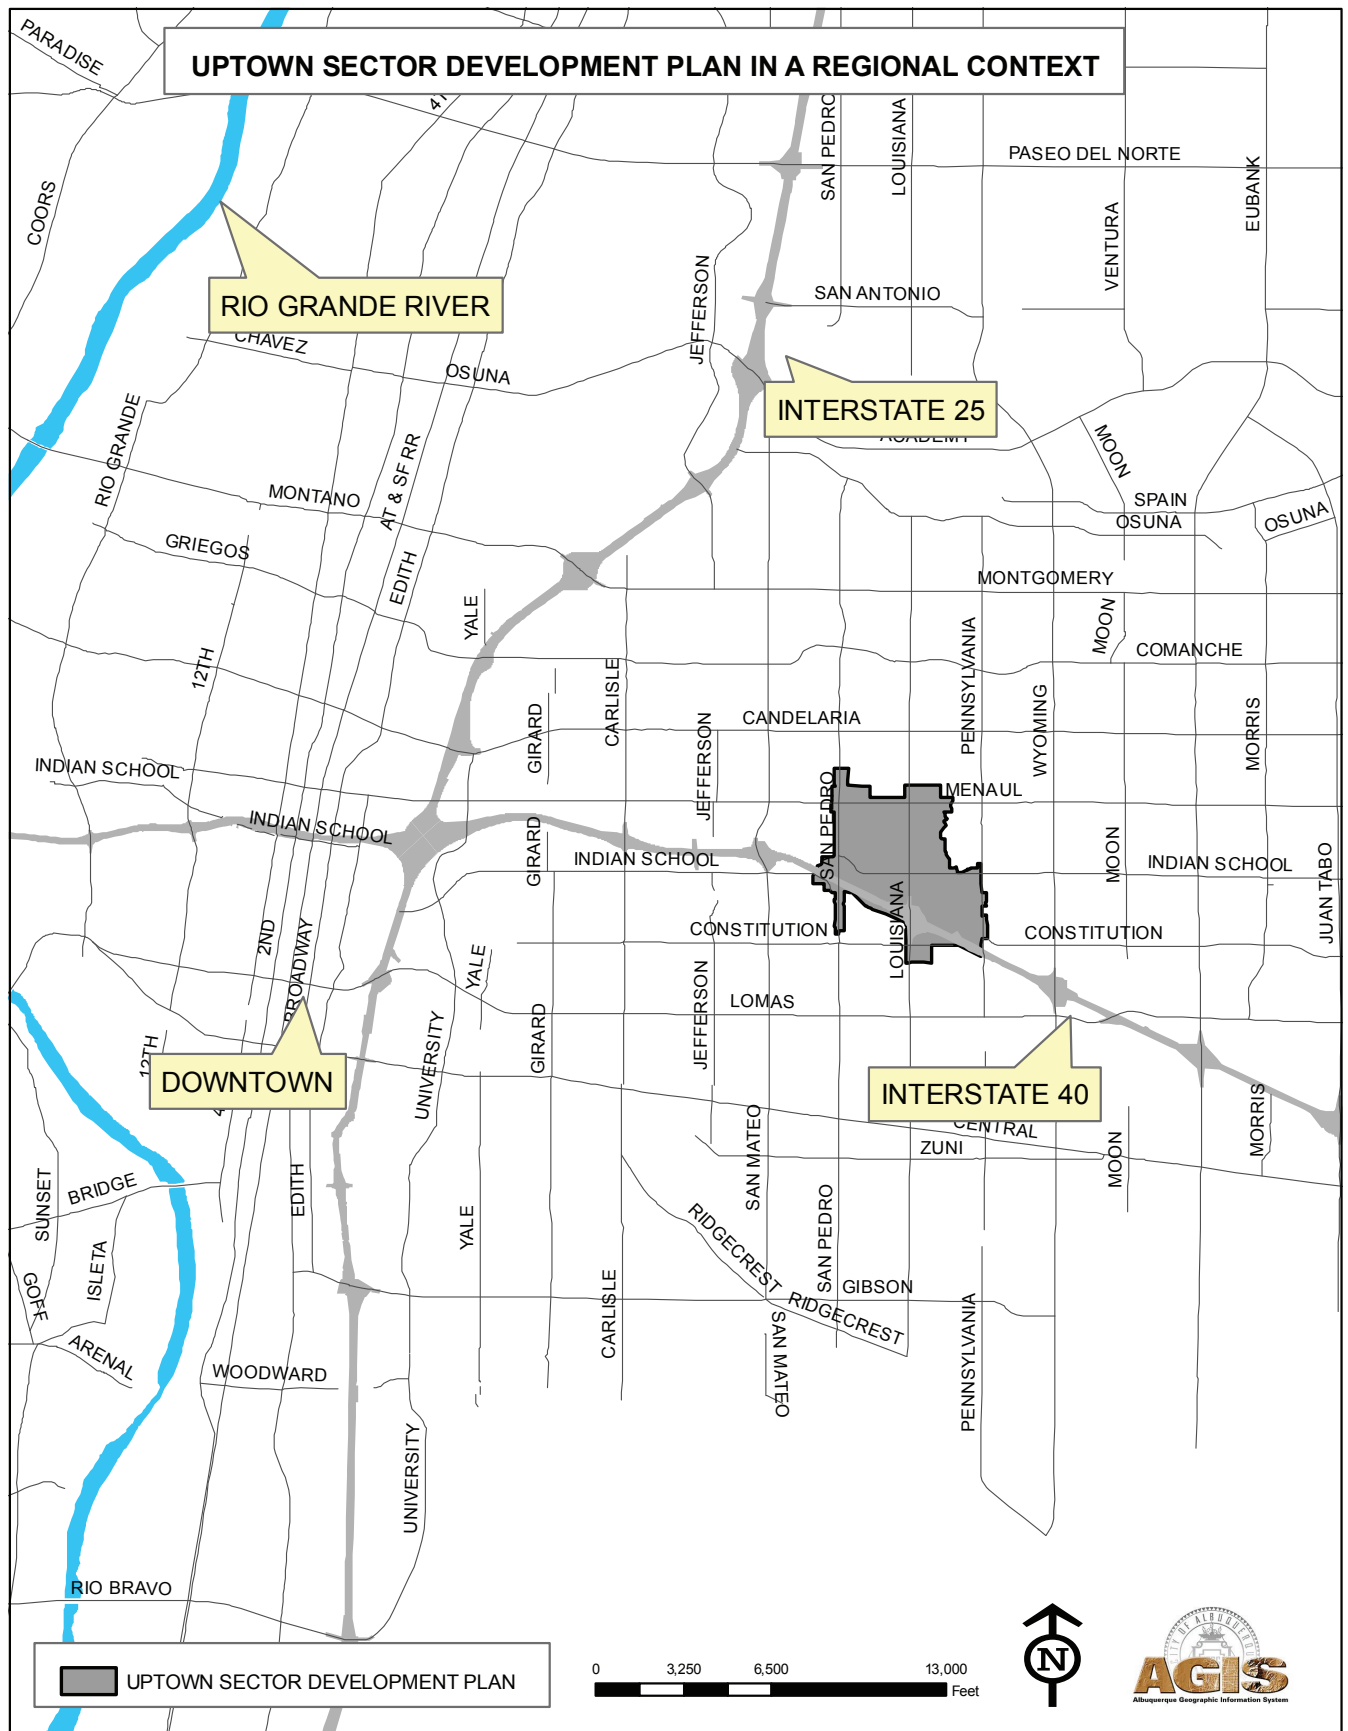 UPTOWN SECTOR DEVELOPMENT PLAN IN A REGIONAL CONTEXT
PARADISE
SAN PEDRO
LOUISIANA
PASEO DEL NORTE
EUBANK
COORS
VENTURA
JEFFERSON
SAN ANTONIO
RIO GRANDE RIVER
CHAVEZ
OSUNA
INTERSTATE 25
ACADEMY
RIO GRANDE
MOON
AT & SF RR
MONTANO
SPAIN
OSUNA
OSUNA
GRIEGOS
EDITH
MONTGOMERY
YALE
MOON
PENNSYLVANIA
COMANCHE
12TH
CARLISLE
WYOMING
MORRIS
CANDELARIA
GIRARD
JEFFERSON
INDIAN SCHOOL
SAN PEDRO
MENAUL
INDIAN SCHOOL
GIRARD
INDIAN SCHOOL
MOON
INDIAN SCHOOL
JUAN TABO
LOUISIANA
2ND
BROADWAY
CONSTITUTION
CONSTITUTION
YALE
JEFFERSON
LOMAS
GIRARD
UNIVERSITY
12TH
DOWNTOWN
INTERSTATE 40
CENTRAL
ZUNI
MORRIS
MOON
SAN MATEO
SUNSET
BRIDGE
EDITH
YALE
ISLETA
GOFF
RIDGECREST
SAN PEDRO
GIBSON
RIDGECREST
CARLISLE
PENNSYLVANIA
ARENAL
WOODWARD
SAN MATEO
UNIVERSITY
RIO BRAVO
UPTOWN SECTOR DEVELOPMENT PLAN
0 3,250 6,500 13,000
Feet
N
CITY OF ALBUQUERQUE
AGIS
Albuquerque Geographic Information System